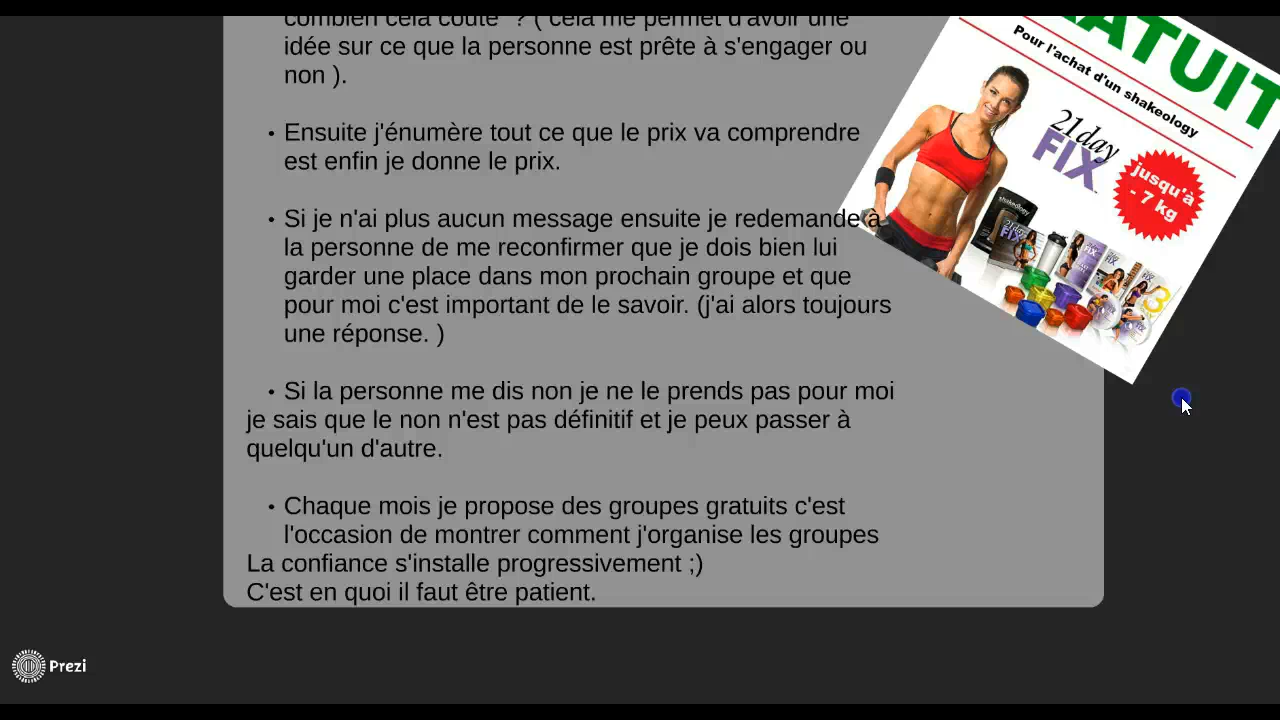 combien cela coûte ? ( cela me permet d'avoir une
idée sur ce que la personne est prête à s'engager ou
non ).
• Ensuite j'énumère tout ce que le prix va comprendre
est enfin je donne le prix.
• Si je n'ai plus aucun message ensuite je redemande à
la personne de me reconfirmer que je dois bien lui
garder une place dans mon prochain groupe et que
pour moi c'est important de le savoir. (j'ai alors toujours
une réponse. )
• Si la personne me dis non je ne le prends pas pour moi
je sais que le non n'est pas définitif et je peux passer à
quelqu'un d'autre.
• Chaque mois je propose des groupes gratuits c'est
l'occasion de montrer comment j'organise les groupes
La confiance s'installe progressivement ;)
C'est en quoi il faut être patient.
ATUIT
Pour l'achat d'un shakeology
21day
FIX
jusqu'à
- 7 kg
shakeology
21day
FIX
Prezi